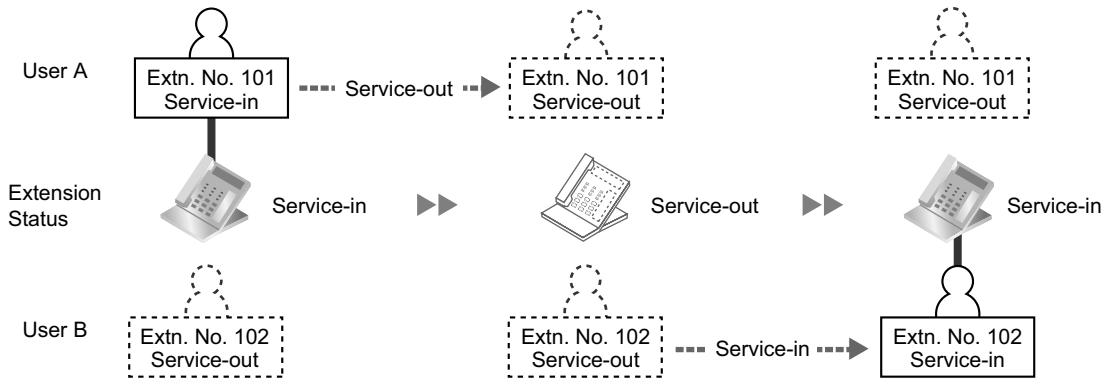 User A
Extn. No. 101
Service-in
Service-out
Extn. No. 101
Service-out
Extn. No. 101
Service-out
Extension
Status
Service-in
Service-out
Service-in
User B
Extn. No. 102
Service-out
Extn. No. 102
Service-out
Service-in
Extn. No. 102
Service-in